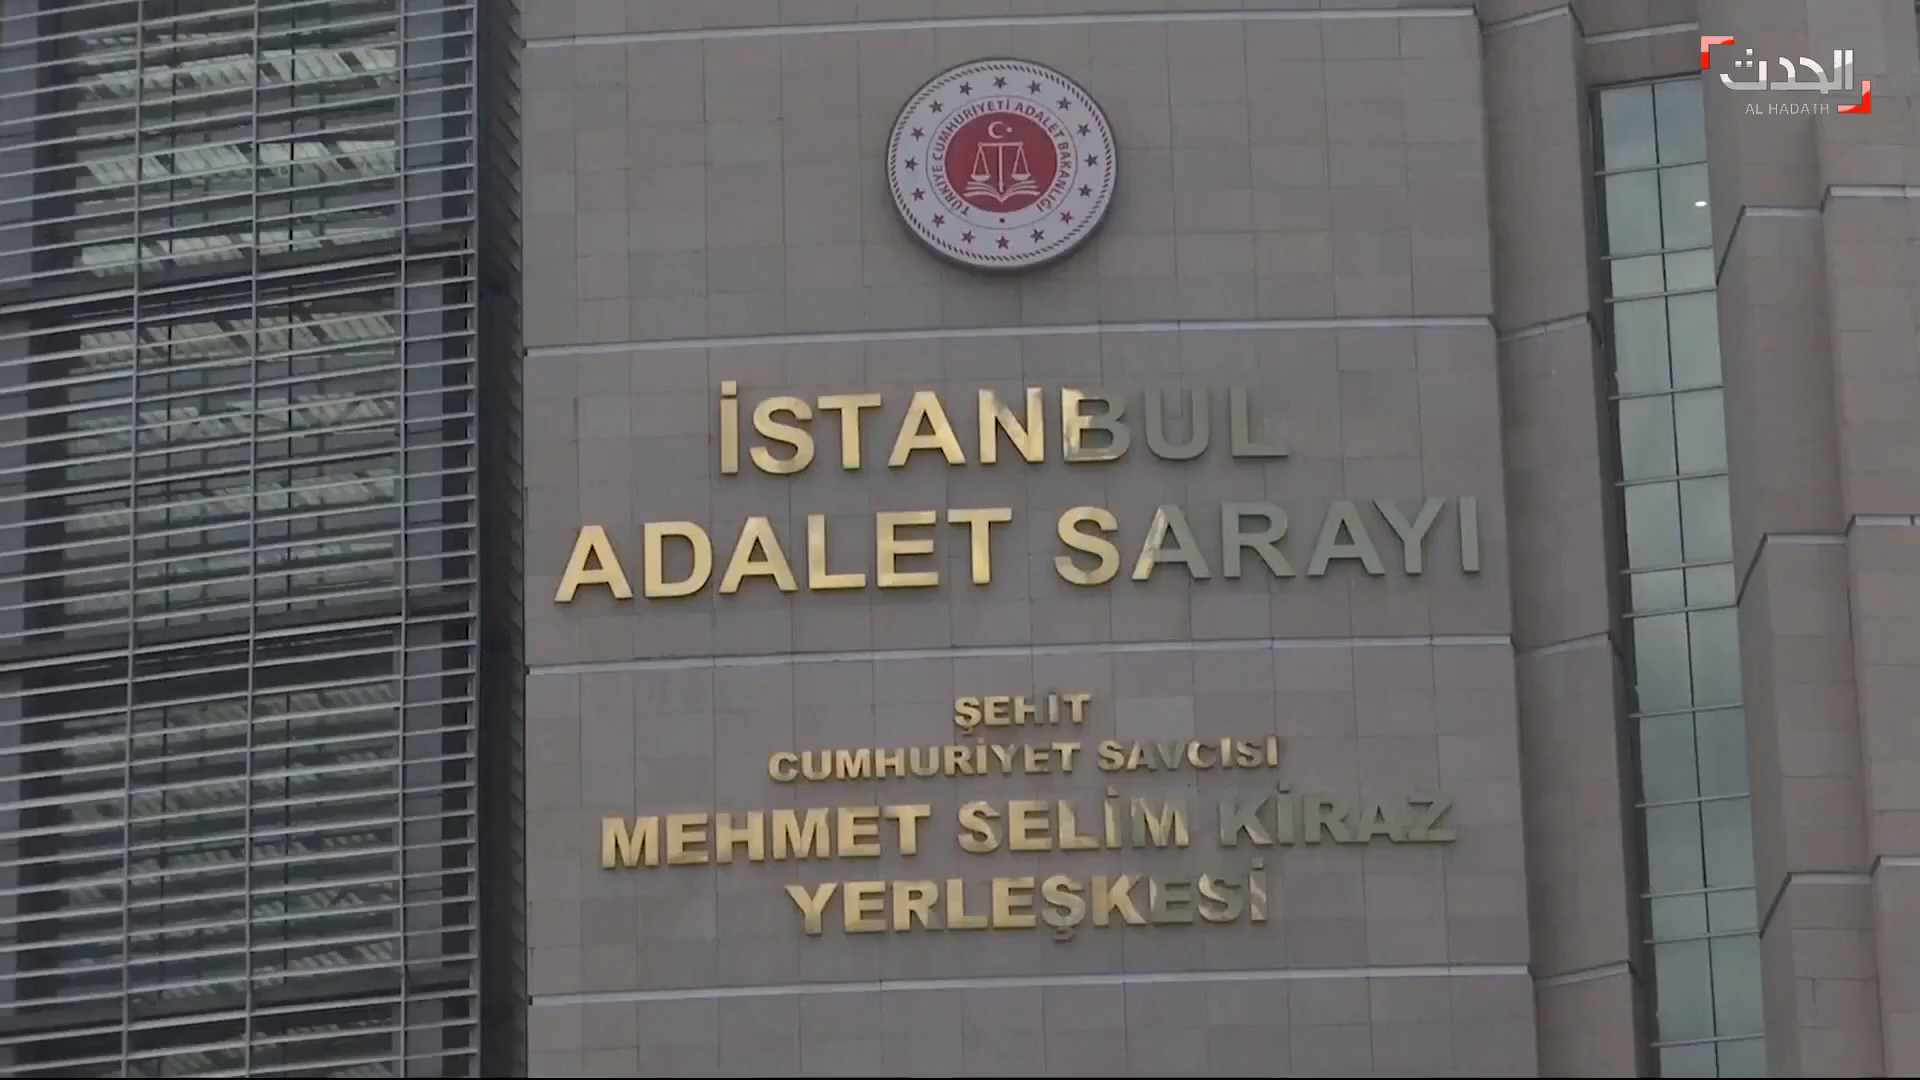 الحدث
AL HADATH
TÜRKİYE CUMHURİYETİ ADALET BAKANLIĞI
İSTANBUL
ADALET SARAYI
ŞEHİT
CUMHURİYET SAVCISI
MEHMET SELİM KİRAZ
YERLEŞKESİ